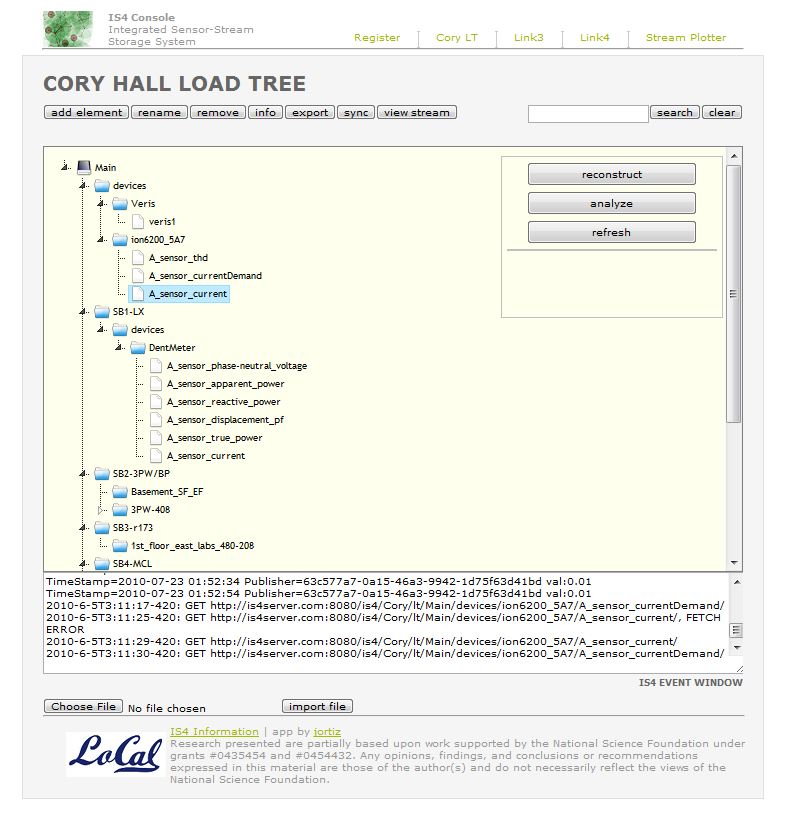 IS4 Console
Integrated Sensor-Stream
Storage System
Register
Cory LT
Link3
Link4
Stream Plotter
CORY HALL LOAD TREE
add element
rename
remove
info
export
sync
view stream
search
clear
Main
devices
Veris
veris1
ion6200_5A7
A_sensor_thd
A_sensor_currentDemand
A_sensor_current
SB1-LX
devices
DentMeter
A_sensor_phase-neutral_voltage
A_sensor_apparent_power
A_sensor_reactive_power
A_sensor_displacement_pf
A_sensor_true_power
A_sensor_current
SB2-3PW/BP
Basement_SF_EF
3PW-408
SB3-r173
1st_floor_east_labs_480-208
SB4-MCL
reconstruct
analyze
refresh
TimeStamp=2010-07-23 01:52:34 Publisher=63c577a7-0a15-46a3-9942-1d75f63d41bd val:0.01
TimeStamp=2010-07-23 01:52:54 Publisher=63c577a7-0a15-46a3-9942-1d75f63d41bd val:0.01
2010-6-5T3:11:17-420: GET http://is4server.com:8080/is4/Cory/lt/Main/devices/ion6200_5A7/A_sensor_currentDemand/
2010-6-5T3:11:25-420: GET http://is4server.com:8080/is4/Cory/lt/Main/devices/ion6200_5A7/A_sensor_current/, FETCH
ERROR
2010-6-5T3:11:29-420: GET http://is4server.com:8080/is4/Cory/lt/Main/devices/ion6200_5A7/A_sensor_current/
2010-6-5T3:11:30-420: GET http://is4server.com:8080/is4/Cory/lt/Main/devices/ion6200_5A7/A_sensor_currentDemand/
IS4 EVENT WINDOW
Choose File No file chosen
import file
LoCal
IS4 Information | app by jortiz
Research presented are partially based upon work supported by the National Science Foundation under
grants #0435454 and #0454432. Any opinions, findings, and conclusions or recommendations
expressed in this material are those of the author(s) and do not necessarily reflect the views of the
National Science Foundation.